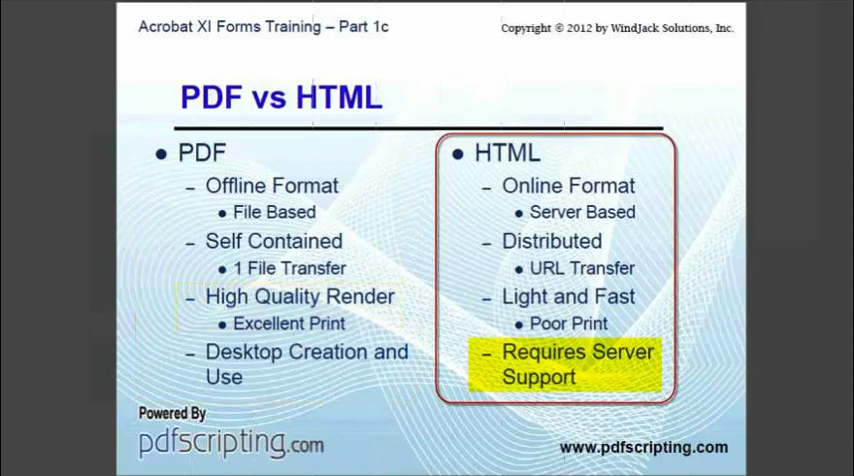 Acrobat XI Forms Training – Part 1c
Copyright © 2012 by WindJack Solutions, Inc.
PDF vs HTML
● PDF
– Offline Format
● File Based
– Self Contained
● 1 File Transfer
– High Quality Render
● Excellent Print
– Desktop Creation and
Use
● HTML
– Online Format
● Server Based
– Distributed
● URL Transfer
– Light and Fast
● Poor Print
– Requires Server
Support
Powered By
pdfscripting.com
www.pdfscripting.com